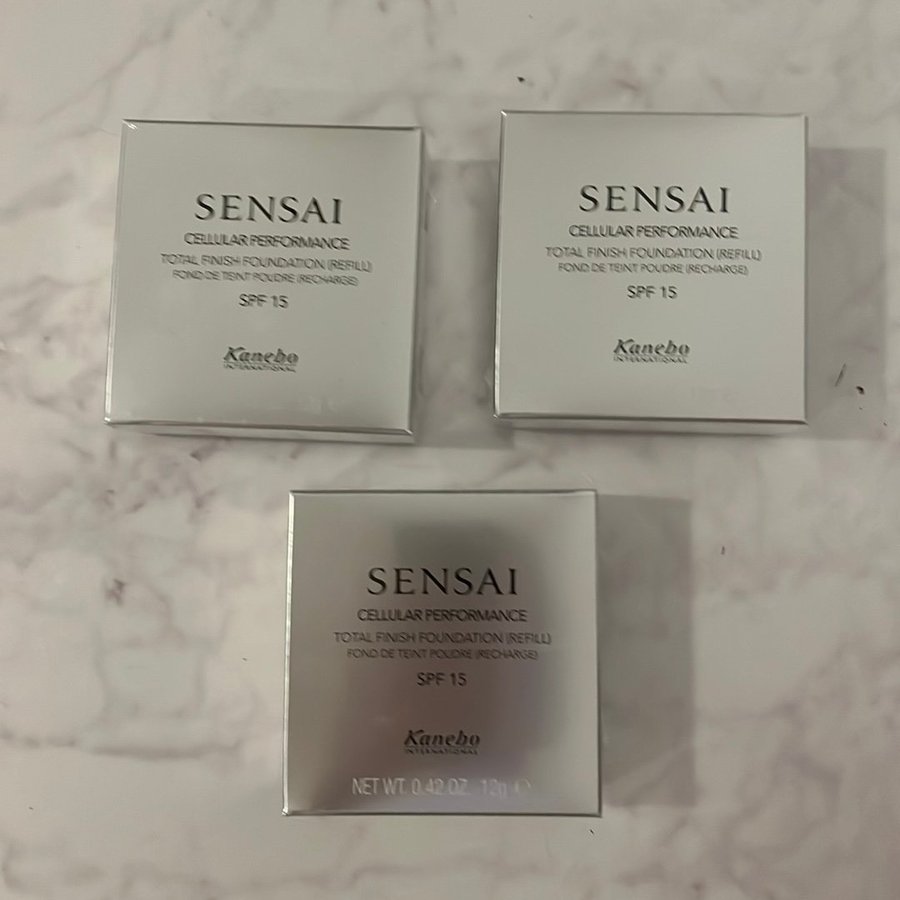 SENSAI
CELLULAR PERFORMANCE
TOTAL FINISH FOUNDATION (REFILL)
FOND DE TEINT POUDRE (RECHARGE)
SPF 15
Kanebo
INTERNATIONAL
SENSAI
CELLULAR PERFORMANCE
TOTAL FINISH FOUNDATION (REFILL)
FOND DE TEINT POUDRE (RECHARGE)
SPF 15
Kanebo
INTERNATIONAL
SENSAI
CELLULAR PERFORMANCE
TOTAL FINISH FOUNDATION (REFILL)
FOND DE TEINT POUDRE (RECHARGE)
SPF 15
Kanebo
INTERNATIONAL
NET WT. 0.42 OZ. 12g ℮